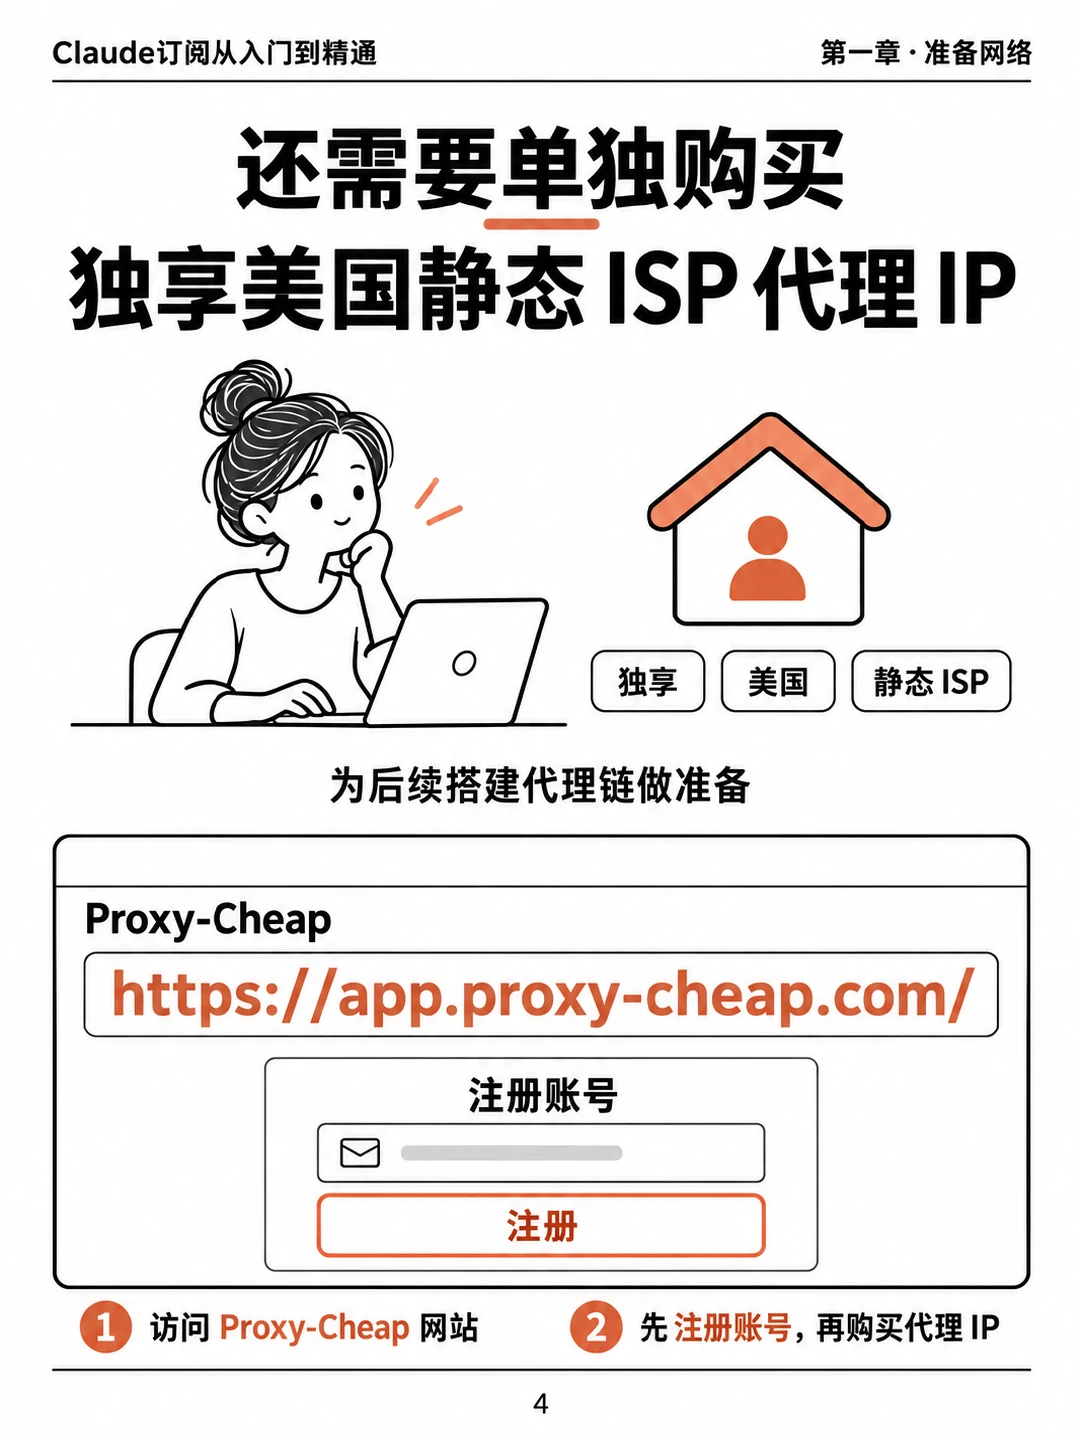 Claude订阅从入门到精通
第一章·准备网络
还需要单独购买
独享美国静态 ISP 代理 IP
独享
美国
静态 ISP
为后续搭建代理链做准备
Proxy-Cheap
https://app.proxy-cheap.com/
注册账号
注册
1 访问 Proxy-Cheap 网站
2 先注册账号，再购买代理 IP
4